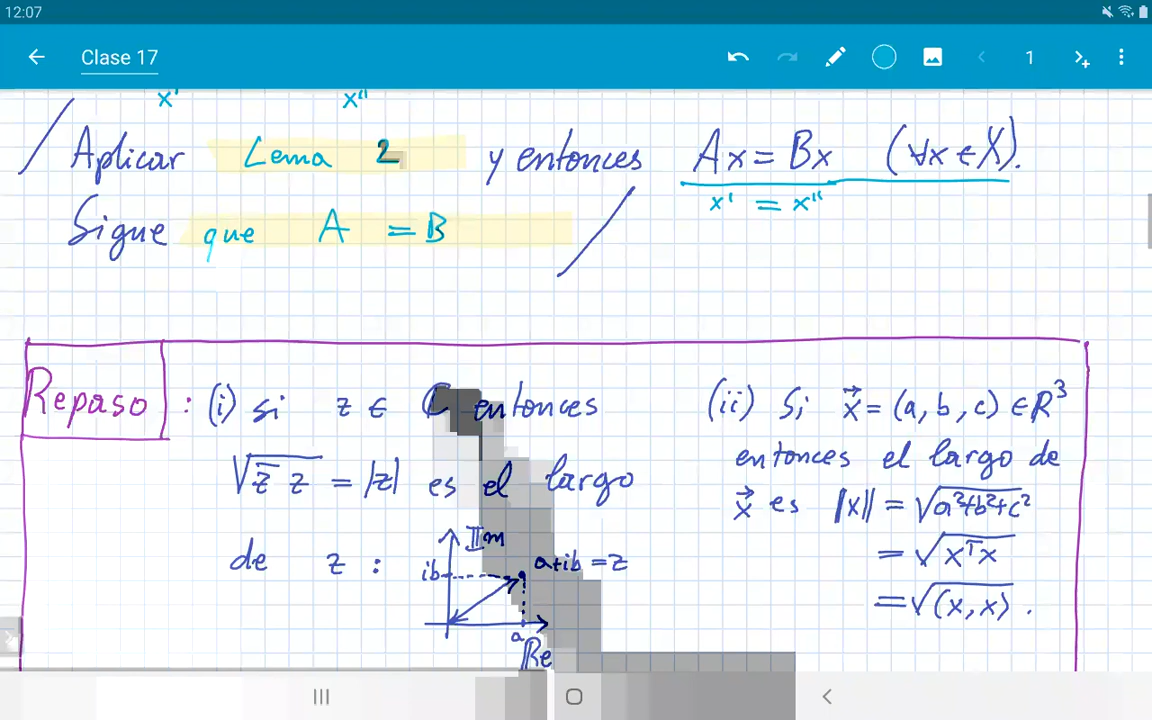 12:07
Clase 17
1
x' x"
Aplicar Lema 2 y entonces Ax = Bx (∀x ∈ X).
x' = x"
Sigue que A = B
Repaso : (i) Si z ∈ ℂ entonces
√z̄ z = |z| es el largo
de z :
Im
ib
a+ib = z
a
Re
(ii) Si x⃗ = (a, b, c) ∈ ℝ³
entonces el largo de
x⃗ es ||x|| = √a²+b²+c²
= √xᵀx
= √(x, x) .